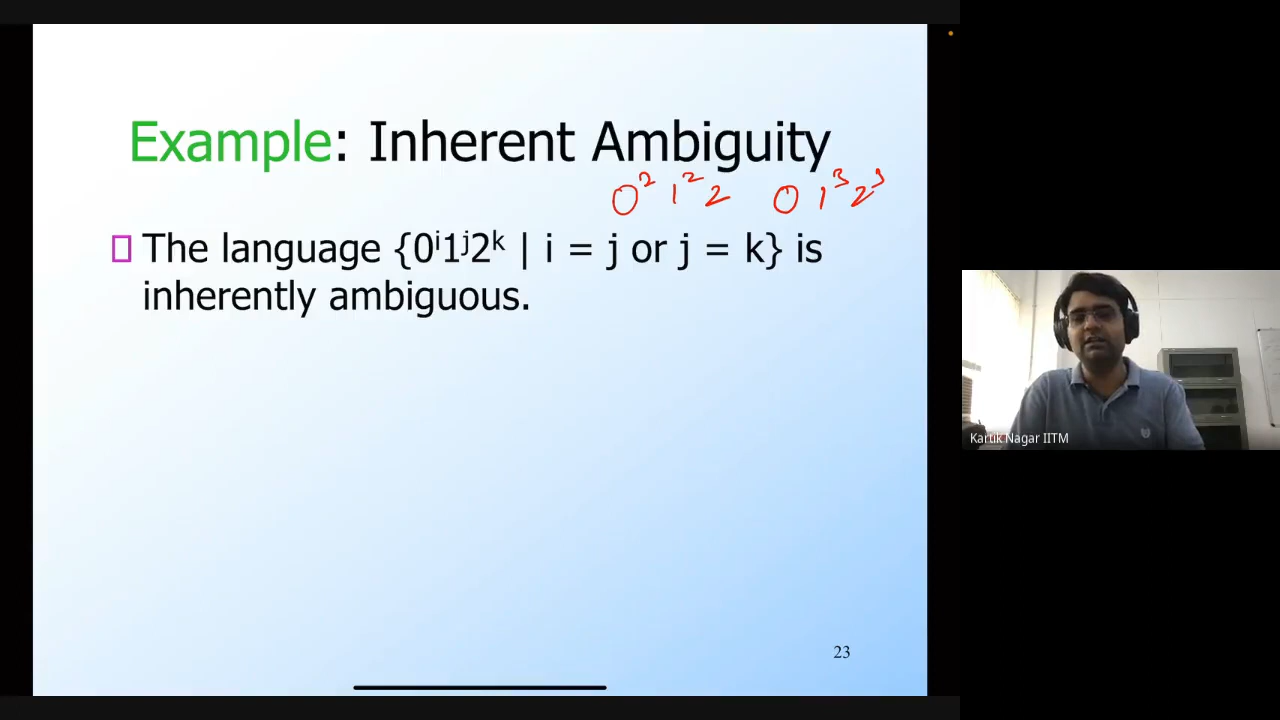 Example: Inherent Ambiguity
0² 1² 2 0 1³ 2³
The language {0ⁱ1ʲ2ᵏ | i = j or j = k} is
inherently ambiguous.
Kartik Nagar IITM
23